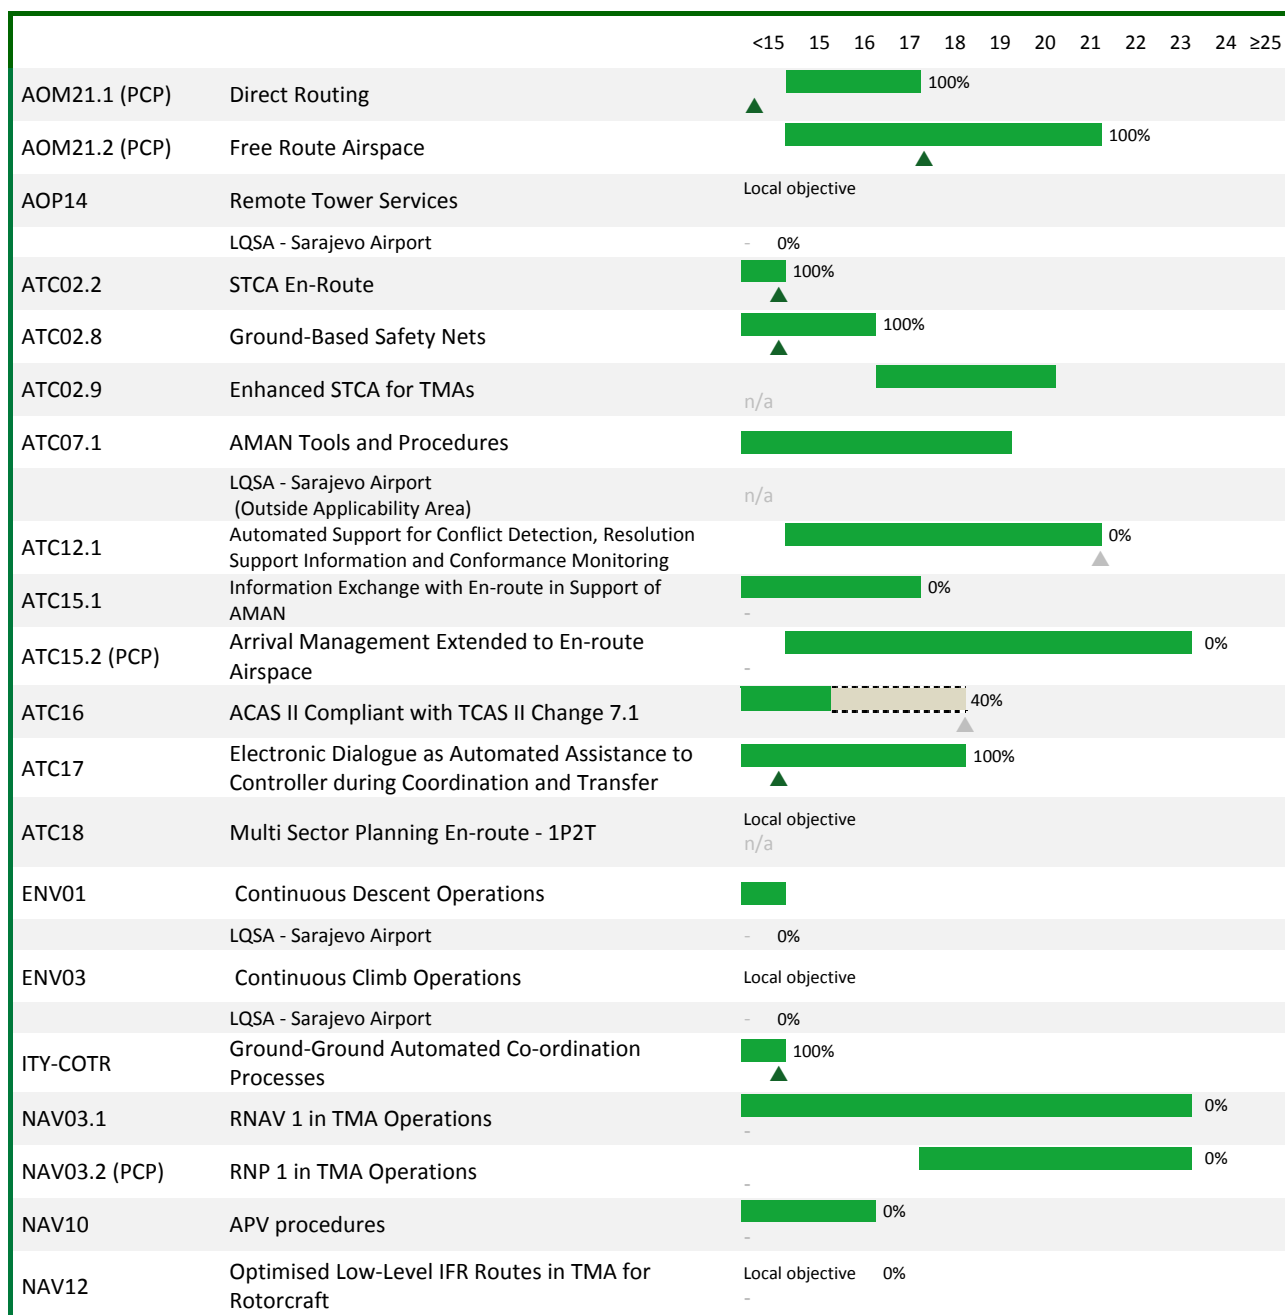 <15 15 16 17 18 19 20 21 22 23 24 ≥25
AOM21.1 (PCP) Direct Routing 100%
AOM21.2 (PCP) Free Route Airspace 100%
AOP14 Remote Tower Services Local objective
LQSA - Sarajevo Airport - 0%
ATC02.2 STCA En-Route 100%
ATC02.8 Ground-Based Safety Nets 100%
ATC02.9 Enhanced STCA for TMAs n/a
ATC07.1 AMAN Tools and Procedures
LQSA - Sarajevo Airport
(Outside Applicability Area) n/a
ATC12.1 Automated Support for Conflict Detection, Resolution
Support Information and Conformance Monitoring 0%
ATC15.1 Information Exchange with En-route in Support of
AMAN 0%
-
ATC15.2 (PCP) Arrival Management Extended to En-route
Airspace 0%
-
ATC16 ACAS II Compliant with TCAS II Change 7.1 40%
ATC17 Electronic Dialogue as Automated Assistance to
Controller during Coordination and Transfer 100%
ATC18 Multi Sector Planning En-route - 1P2T Local objective
n/a
ENV01 Continuous Descent Operations
LQSA - Sarajevo Airport - 0%
ENV03 Continuous Climb Operations Local objective
LQSA - Sarajevo Airport - 0%
ITY-COTR Ground-Ground Automated Co-ordination
Processes 100%
NAV03.1 RNAV 1 in TMA Operations 0%
-
NAV03.2 (PCP) RNP 1 in TMA Operations 0%
-
NAV10 APV procedures 0%
-
NAV12 Optimised Low-Level IFR Routes in TMA for
Rotorcraft Local objective 0%
-